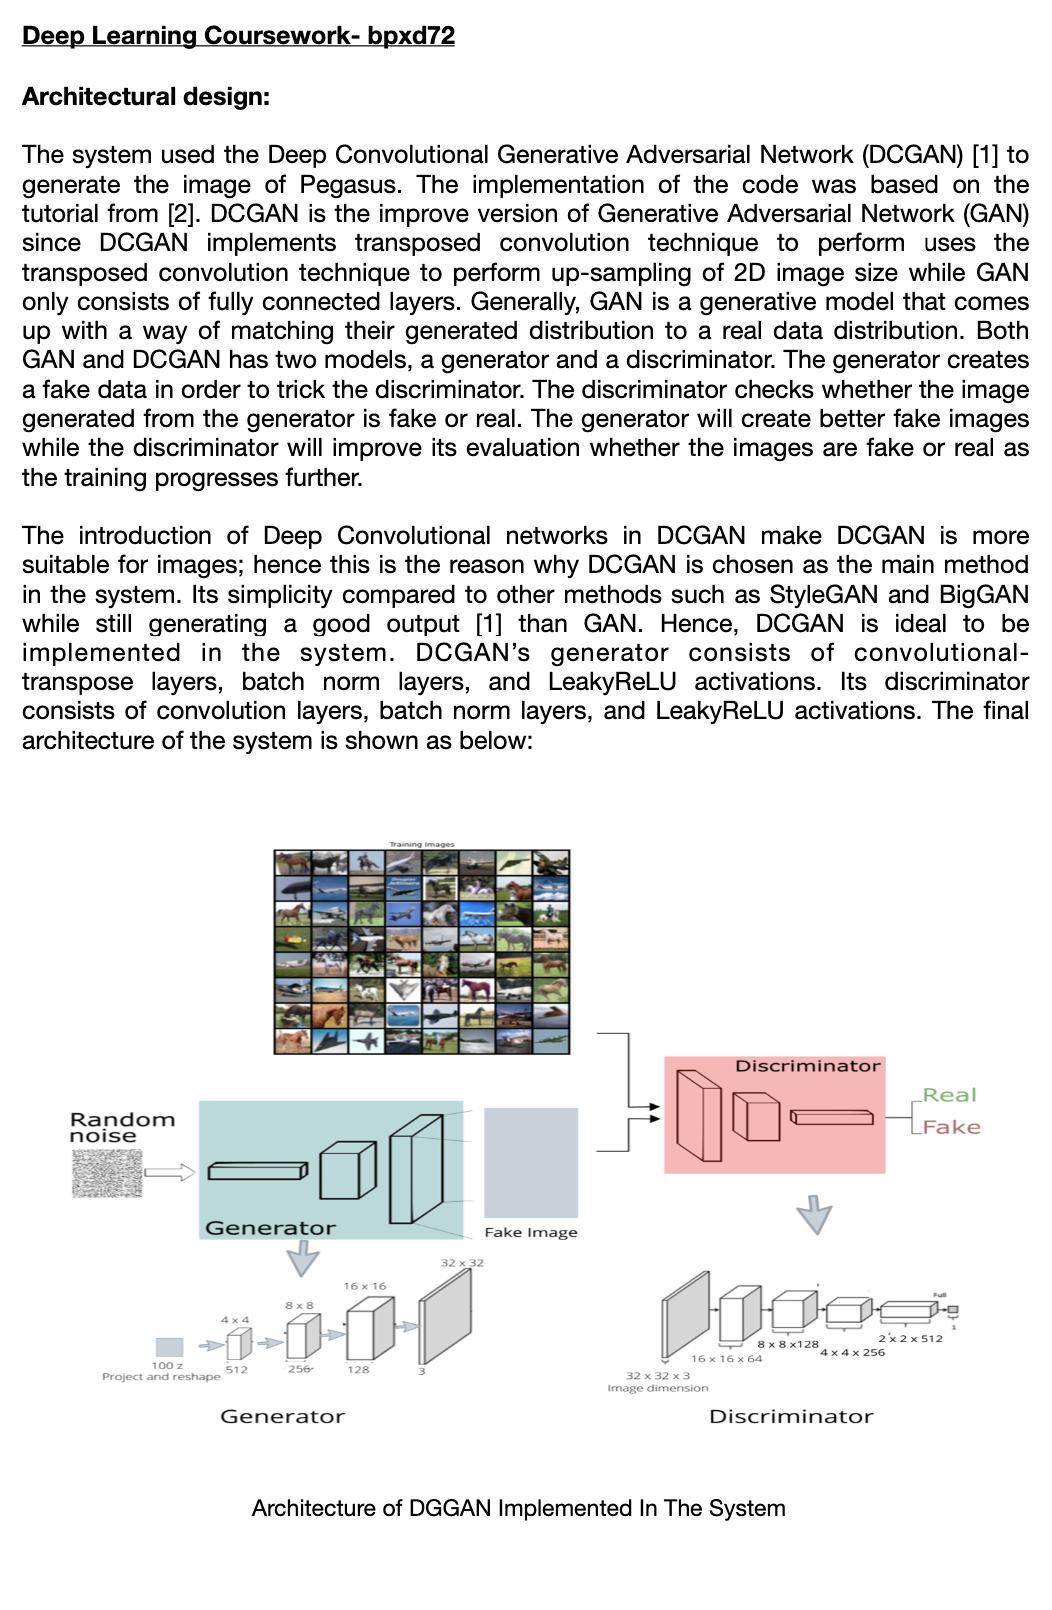 Deep Learning Coursework- bpxd72
Architectural design:
The system used the Deep Convolutional Generative Adversarial Network (DCGAN) [1] to
generate the image of Pegasus. The implementation of the code was based on the
tutorial from [2]. DCGAN is the improve version of Generative Adversarial Network (GAN)
since DCGAN implements transposed convolution technique to perform uses the
transposed convolution technique to perform up-sampling of 2D image size while GAN
only consists of fully connected layers. Generally, GAN is a generative model that comes
up with a way of matching their generated distribution to a real data distribution. Both
GAN and DCGAN has two models, a generator and a discriminator. The generator creates
a fake data in order to trick the discriminator. The discriminator checks whether the image
generated from the generator is fake or real. The generator will create better fake images
while the discriminator will improve its evaluation whether the images are fake or real as
the training progresses further.
The introduction of Deep Convolutional networks in DCGAN make DCGAN is more
suitable for images; hence this is the reason why DCGAN is chosen as the main method
in the system. Its simplicity compared to other methods such as StyleGAN and BigGAN
while still generating a good output [1] than GAN. Hence, DCGAN is ideal to be
implemented in the system. DCGAN's generator consists of convolutional-
transpose layers, batch norm layers, and LeakyReLU activations. Its discriminator
consists of convolution layers, batch norm layers, and LeakyReLU activations. The final
architecture of the system is shown as below:
Training Images
Discriminator
Real
Fake
Random
noise
Generator
Fake Image
32 x 32
16 x 16
8 x 8
4 x 4
100 z
Project and reshape
512
256
128
3
Full
1
2 x 2 x 512
8 x 8 x128
4 x 4 x 256
16 x 16 x 64
32 x 32 x 3
Image dimension
Generator
Discriminator
Architecture of DGGAN Implemented In The System